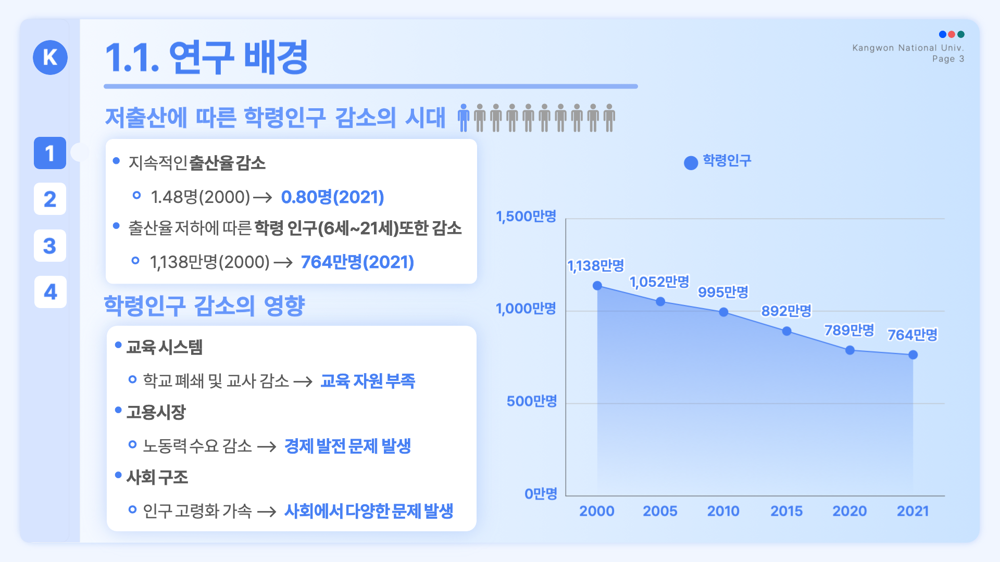 K
1.1. 연구 배경
Kangwon National Univ.
Page 3
저출산에 따른 학령인구 감소의 시대
1
2
3
4
지속적인 출산율 감소
1.48명(2000) → 0.80명(2021)
출산율 저하에 따른 학령 인구(6세~21세)또한 감소
1,138만명(2000) → 764만명(2021)
학령인구 감소의 영향
교육 시스템
학교 폐쇄 및 교사 감소 → 교육 자원 부족
고용시장
노동력 수요 감소 → 경제 발전 문제 발생
사회 구조
인구 고령화 가속 → 사회에서 다양한 문제 발생
학령인구
1,500만명
1,000만명
500만명
0만명
1,138만명
1,052만명
995만명
892만명
789만명
764만명
2000 2005 2010 2015 2020 2021